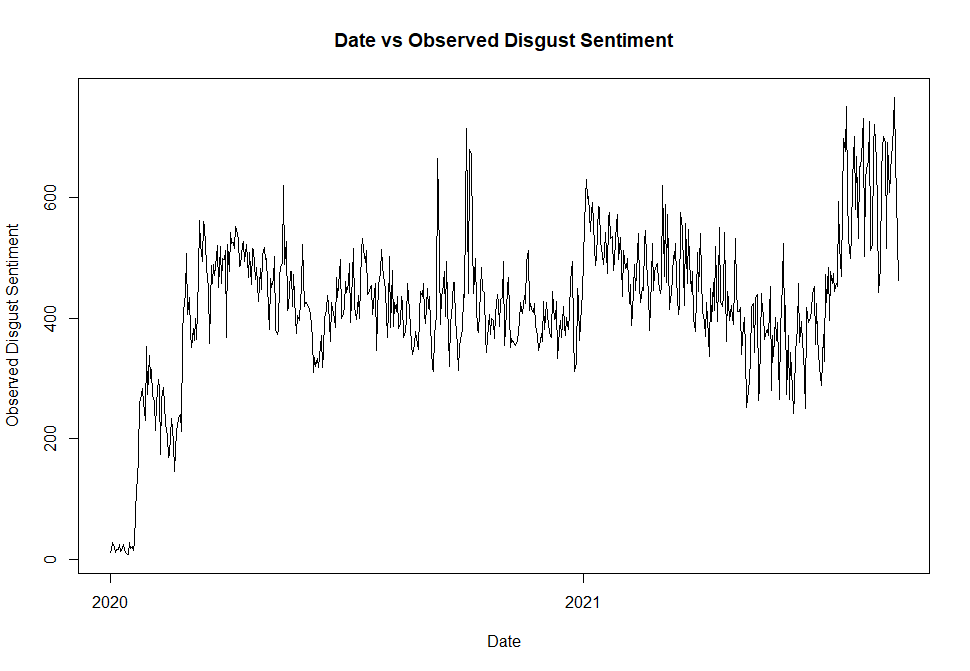 Date vs Observed Disgust Sentiment
Observed Disgust Sentiment
600
400
200
0
2020
2021
Date